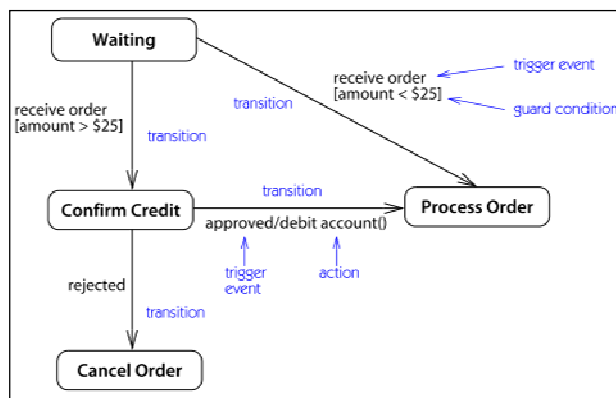 Waiting
receive order
[amount < $25]
trigger event
guard condition
transition
receive order
[amount > $25]
transition
Confirm Credit
transition
approved/debit account()
Process Order
trigger
event
action
rejected
transition
Cancel Order